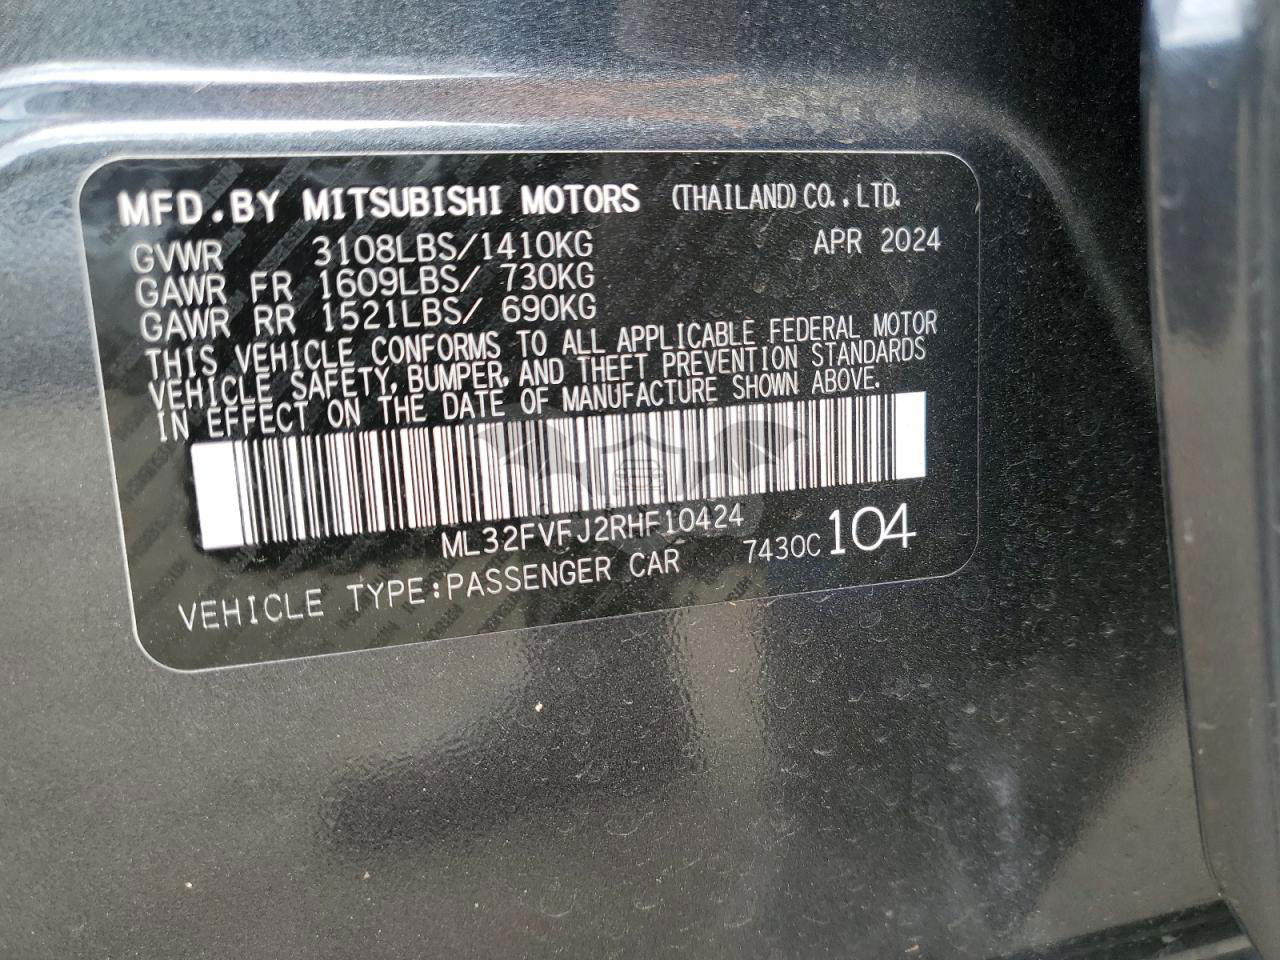 MFD.BY MITSUBISHI MOTORS (THAILAND) CO., LTD.
GVWR 3108LBS/1410KG APR 2024
GAWR FR 1609LBS/ 730KG
GAWR RR 1521LBS/ 690KG
THIS VEHICLE CONFORMS TO ALL APPLICABLE FEDERAL MOTOR
VEHICLE SAFETY, BUMPER, AND THEFT PREVENTION STANDARDS
IN EFFECT ON THE DATE OF MANUFACTURE SHOWN ABOVE.
ML32FVFJ2RHF10424
VEHICLE TYPE:PASSENGER CAR 7430C 104